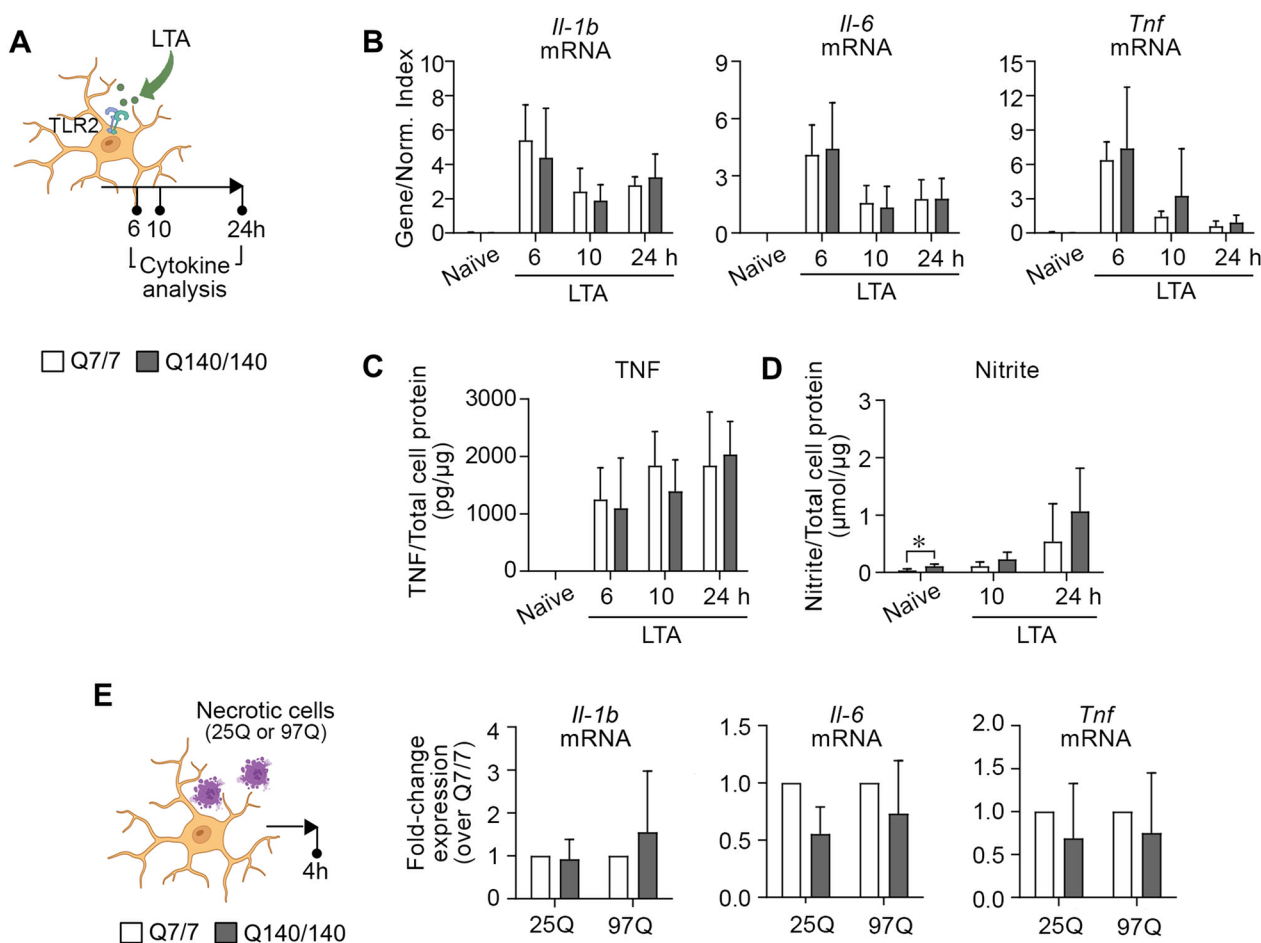 A
LTA
TLR2
6 10 24h
Cytokine
analysis
Q7/7 Q140/140
B
Il-1b
mRNA
Gene/Norm. Index
10
8
6
4
2
0
Naïve 6 10 24 h
LTA
Il-6
mRNA
9
6
3
0
Naïve 6 10 24 h
LTA
Tnf
mRNA
15
12
9
6
3
0
Naïve 6 10 24 h
LTA
C
TNF
TNF/Total cell protein
(pg/µg)
3000
2000
1000
0
Naïve 6 10 24 h
LTA
D
Nitrite
Nitrite/Total cell protein
(µmol/µg)
3
2
1
0
*
Naïve 10 24 h
LTA
E
Necrotic cells
(25Q or 97Q)
4h
Q7/7 Q140/140
Il-1b
mRNA
Fold-change
expression
(over Q7/7)
4
3
2
1
0
25Q 97Q
Il-6
mRNA
1.5
1.0
0.5
0.0
25Q 97Q
Tnf
mRNA
2.0
1.5
1.0
0.5
0.0
25Q 97Q